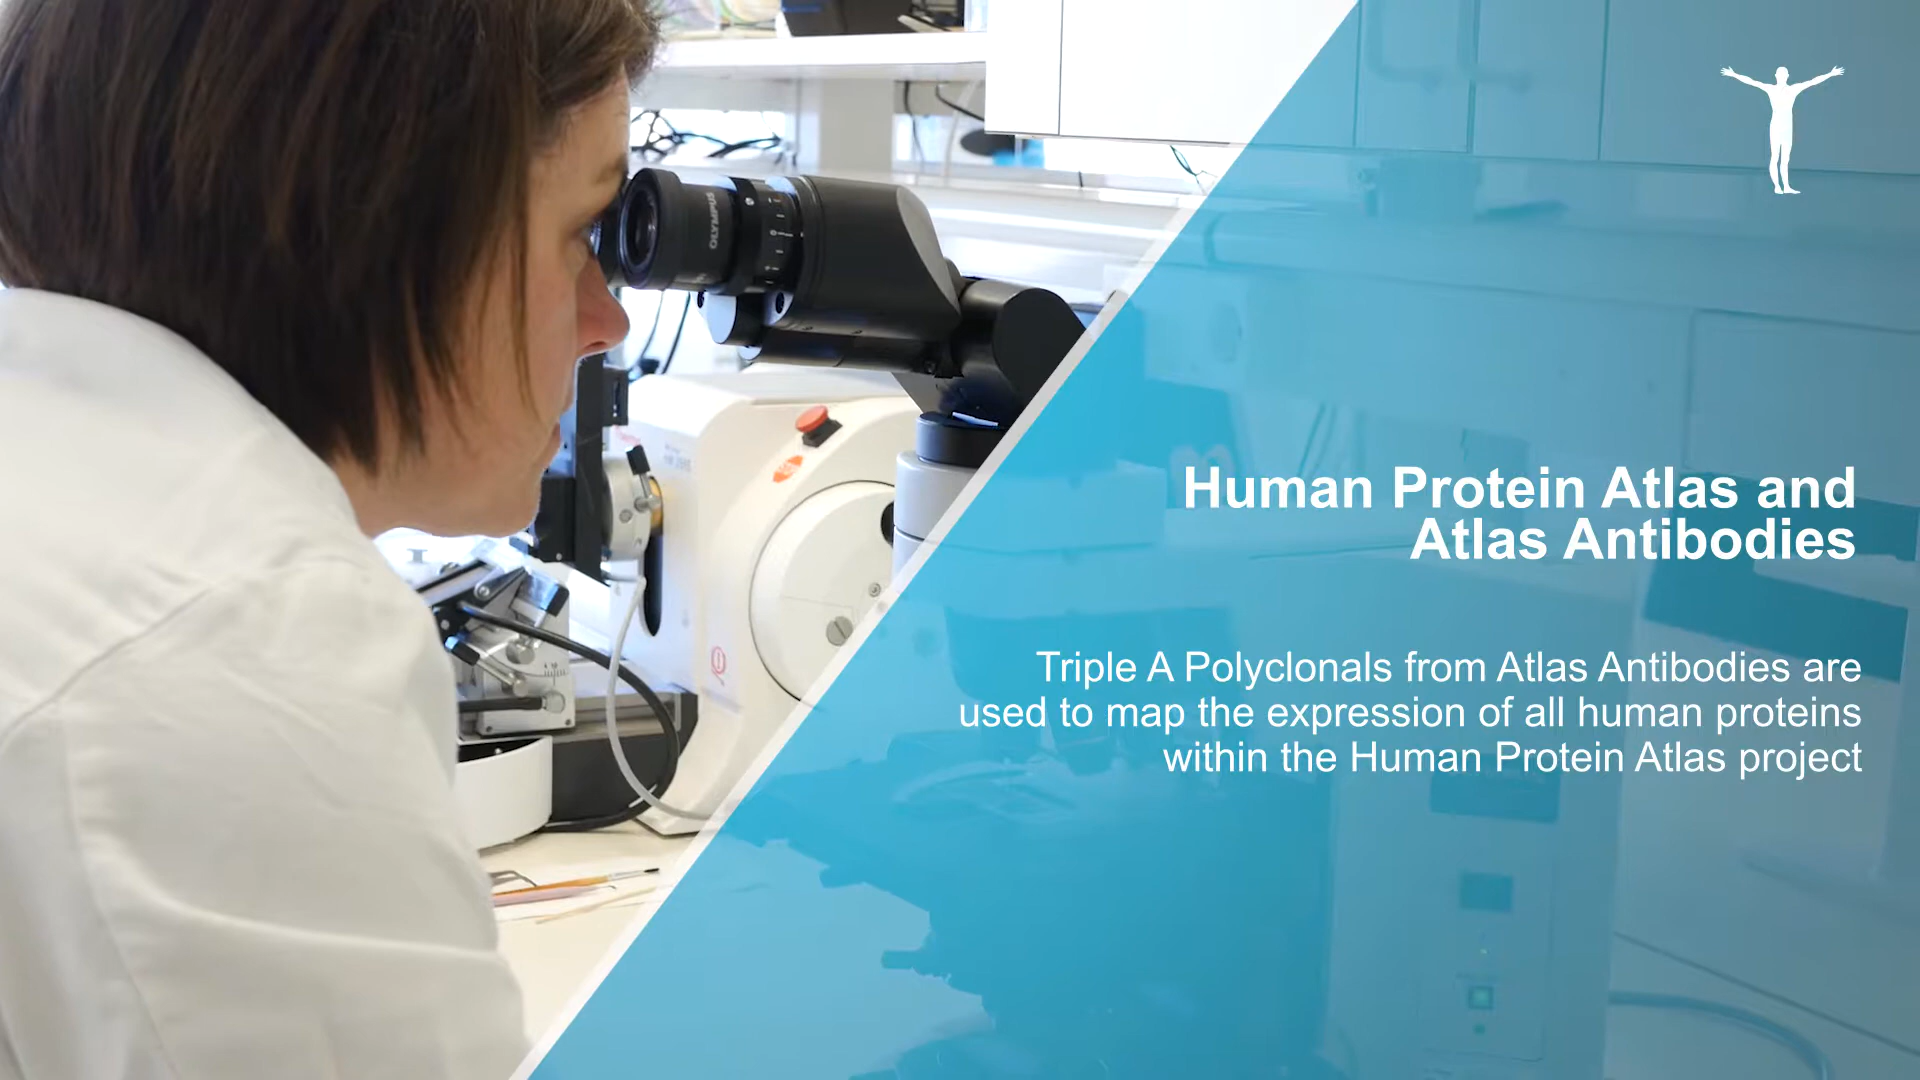 OLYMPUS
STOP
Human Protein Atlas and
Atlas Antibodies
Triple A Polyclonals from Atlas Antibodies are
used to map the expression of all human proteins
within the Human Protein Atlas project